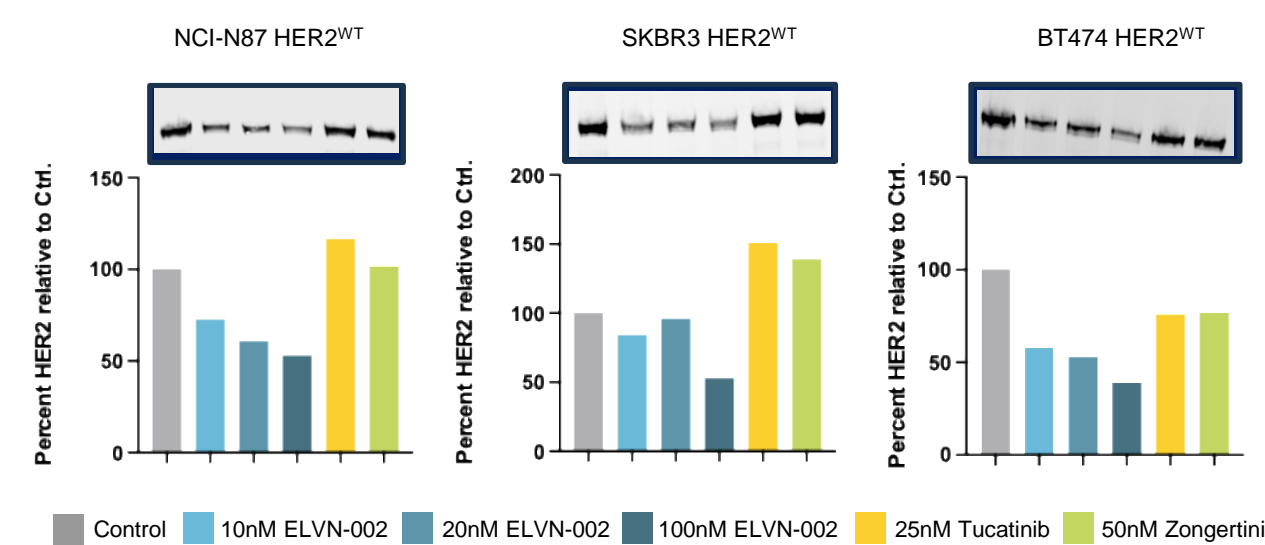 NCI-N87 HER2WT
SKBR3 HER2WT
BT474 HER2WT
Percent HER2 relative to Ctrl.
150
100
50
0
Percent HER2 relative to Ctrl.
200
150
100
50
0
Percent HER2 relative to Ctrl.
150
100
50
0
Control
10nM ELVN-002
20nM ELVN-002
100nM ELVN-002
25nM Tucatinib
50nM Zongertini